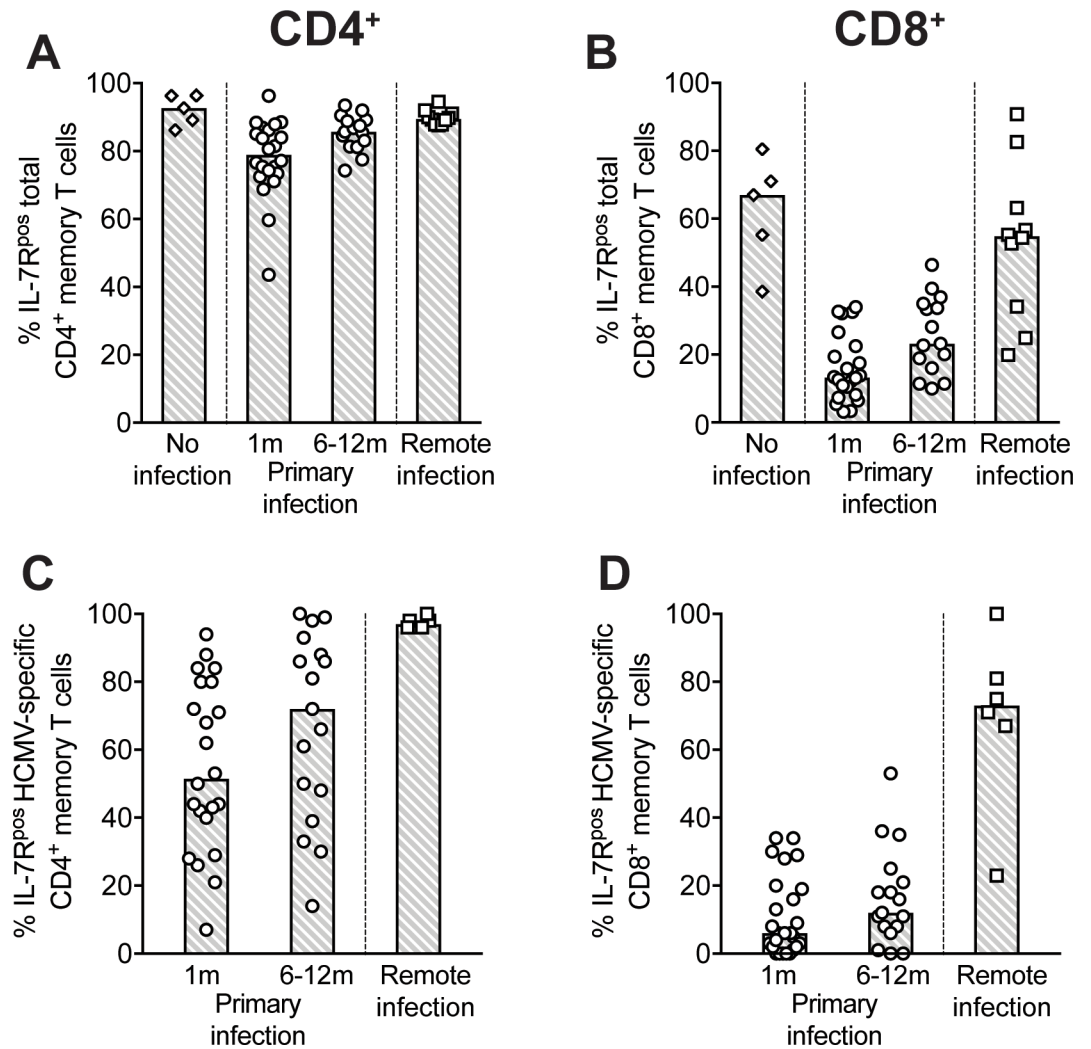 CD4⁺
CD8⁺
A
% IL-7Rᵖᵒˢ total
CD4⁺ memory T cells
100
80
60
40
20
0
No
infection
1m
6-12m
Primary
infection
Remote
infection
B
% IL-7Rᵖᵒˢ total
CD8⁺ memory T cells
100
80
60
40
20
0
No
infection
1m
6-12m
Primary
infection
Remote
infection
C
% IL-7Rᵖᵒˢ HCMV-specific
CD4⁺ memory T cells
100
80
60
40
20
0
1m
6-12m
Primary
infection
Remote
infection
D
% IL-7Rᵖᵒˢ HCMV-specific
CD8⁺ memory T cells
100
80
60
40
20
0
1m
6-12m
Primary
infection
Remote
infection